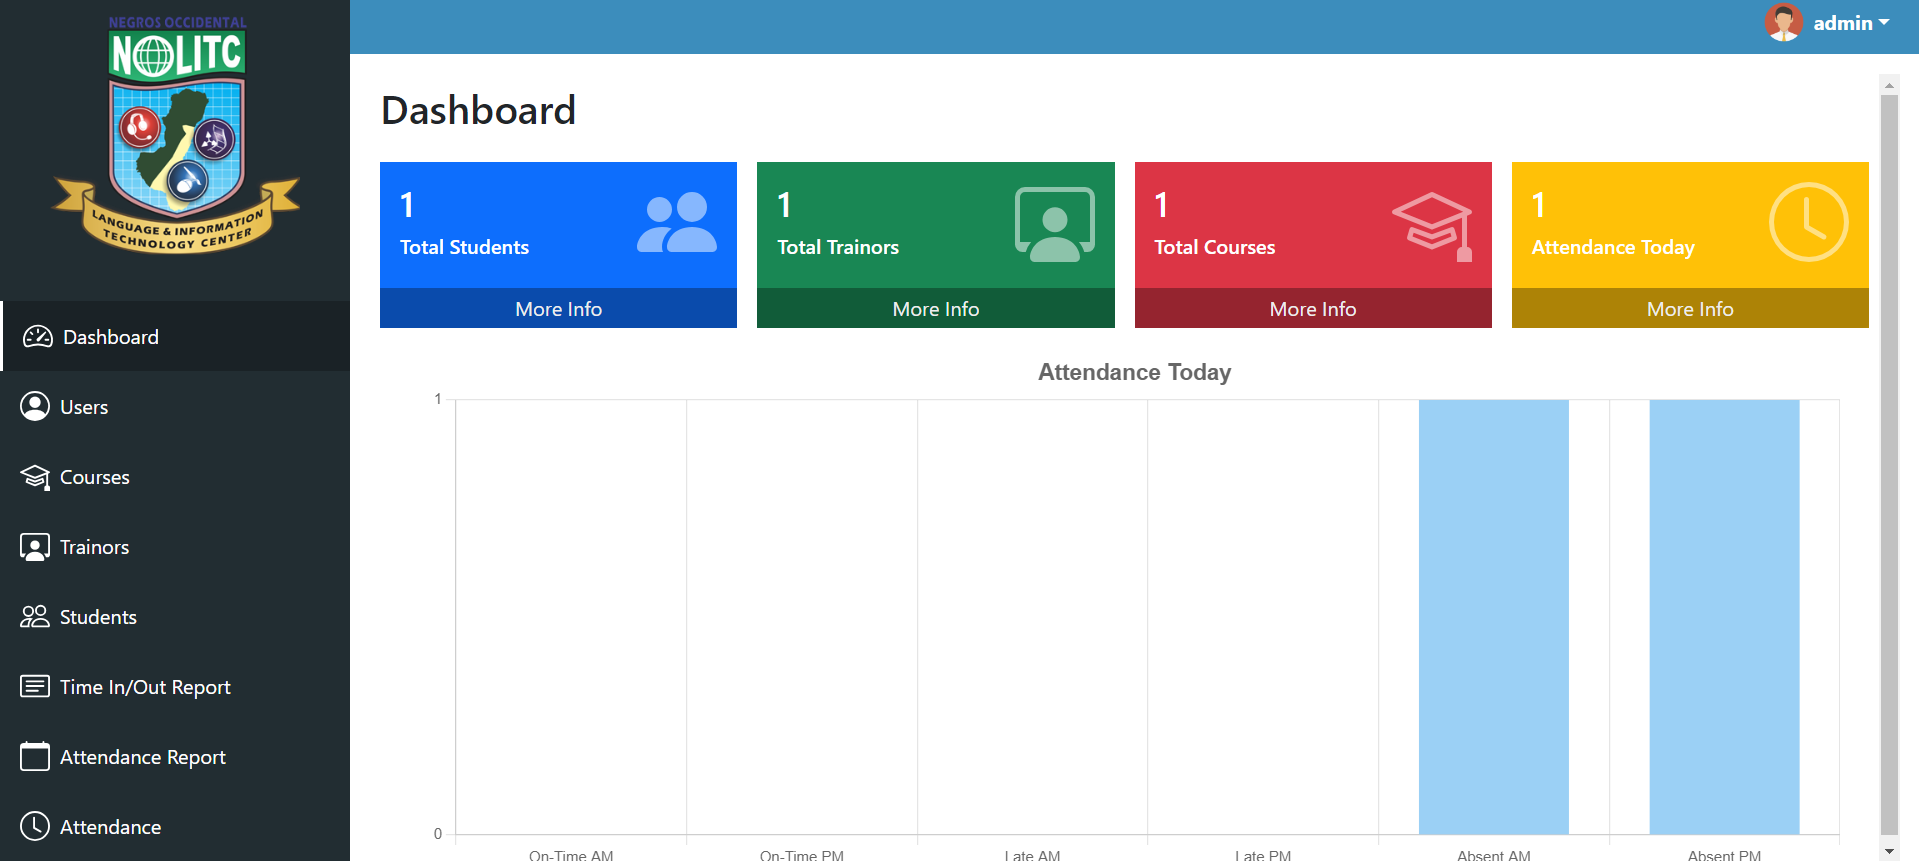 NEGROS OCCIDENTAL
NOLITC
LANGUAGE & INFORMATION
TECHNOLOGY CENTER
admin
Dashboard
Users
Courses
Trainors
Students
Time In/Out Report
Attendance Report
Attendance
Dashboard
1
Total Students
More Info
1
Total Trainors
More Info
1
Total Courses
More Info
1
Attendance Today
More Info
Attendance Today
1
0
On-Time AM
On-Time PM
Late AM
Late PM
Absent AM
Absent PM